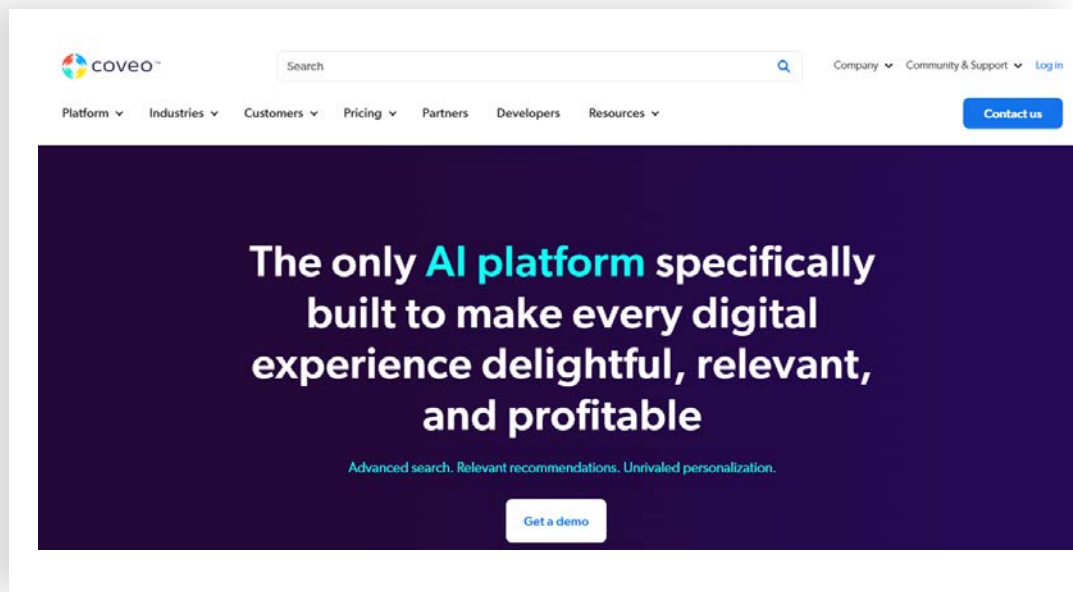 coveo™
Search
Company
Community & Support
Log in
Platform
Industries
Customers
Pricing
Partners
Developers
Resources
Contact us
The only AI platform specifically
built to make every digital
experience delightful, relevant,
and profitable
Advanced search. Relevant recommendations. Unrivaled personalization.
Get a demo